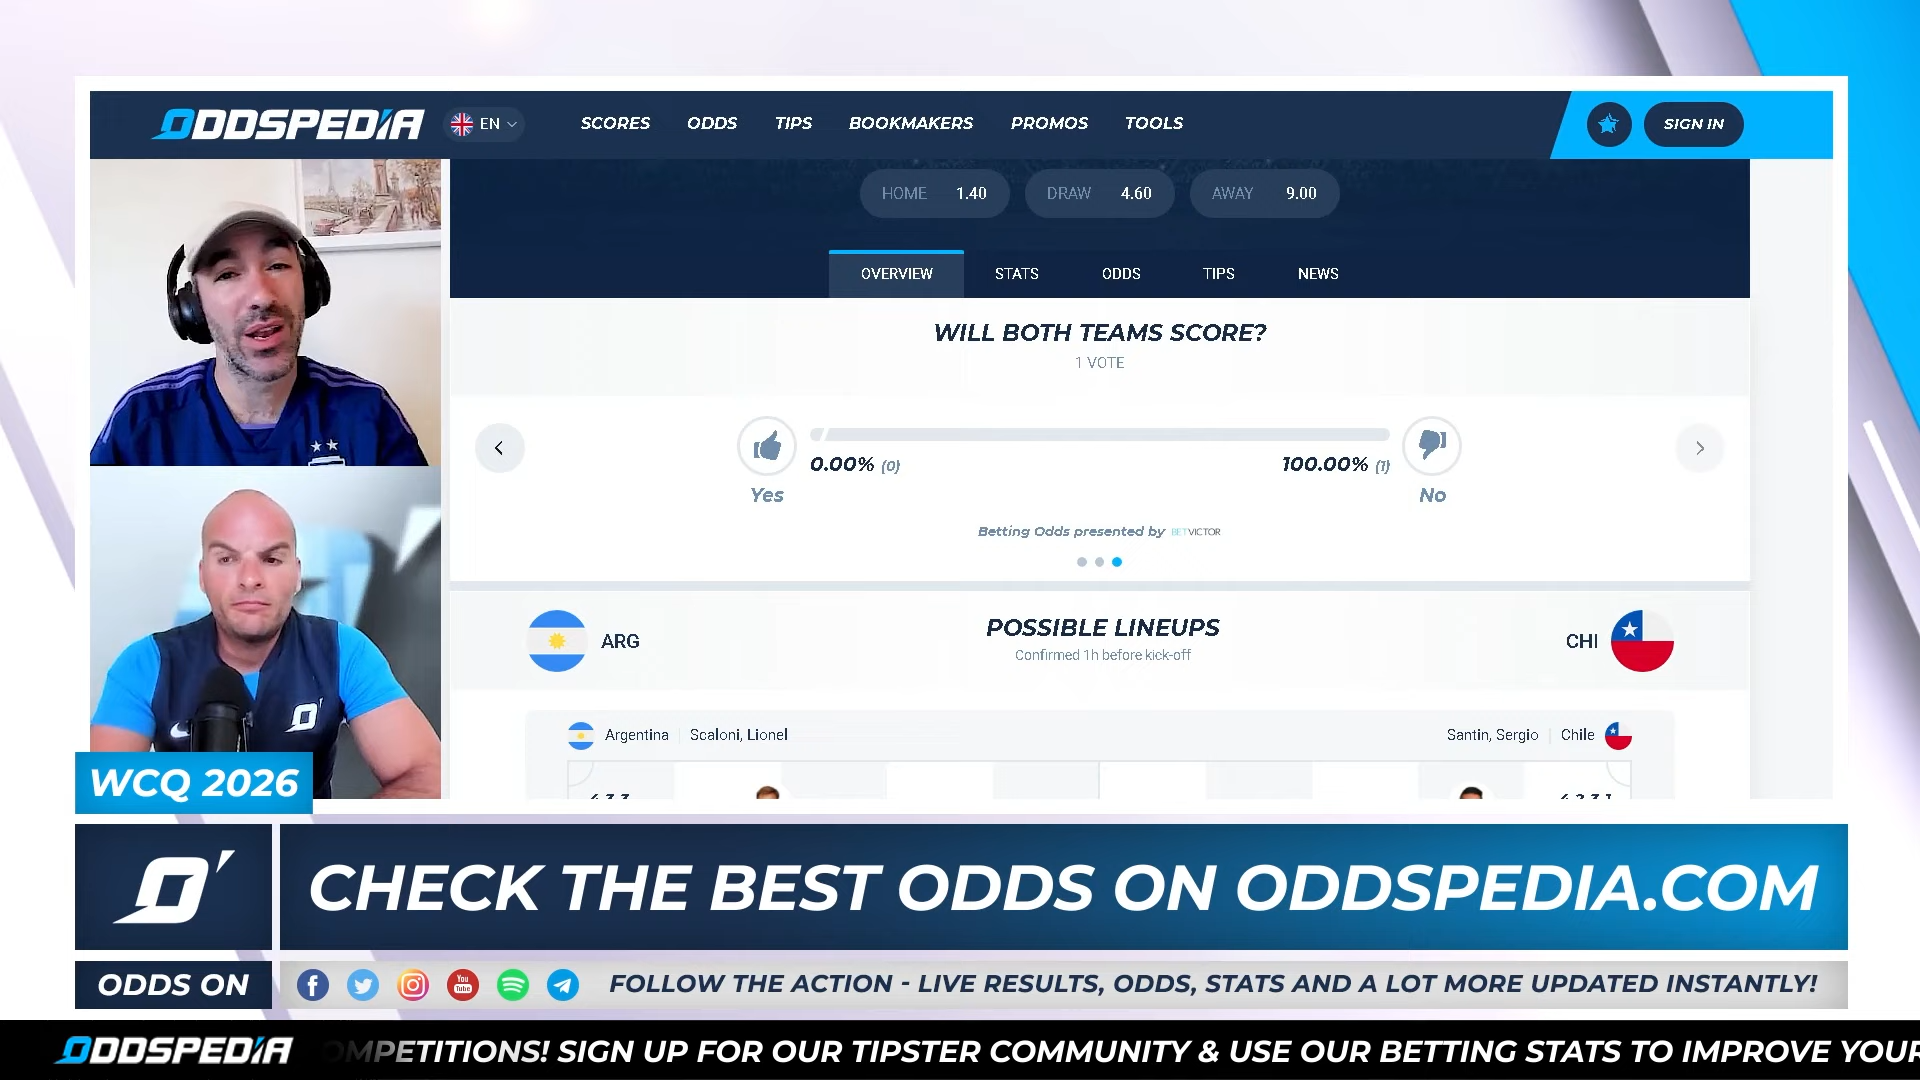 ODDSPEDIA
EN
SCORES
ODDS
TIPS
BOOKMAKERS
PROMOS
TOOLS
SIGN IN
HOME 1.40
DRAW 4.60
AWAY 9.00
OVERVIEW
STATS
ODDS
TIPS
NEWS
WILL BOTH TEAMS SCORE?
1 VOTE
0.00% (0)
100.00% (1)
Yes
No
Betting Odds presented by BETVICTOR
ARG
POSSIBLE LINEUPS
CHI
Confirmed 1h before kick-off
Argentina Scaloni, Lionel
Santin, Sergio Chile
WCQ 2026
CHECK THE BEST ODDS ON ODDSPEDIA.COM
ODDS ON
You Tube
FOLLOW THE ACTION - LIVE RESULTS, ODDS, STATS AND A LOT MORE UPDATED INSTANTLY!
ODDSPEDIA
OMPETITIONS! SIGN UP FOR OUR TIPSTER COMMUNITY & USE OUR BETTING STATS TO IMPROVE YOUR